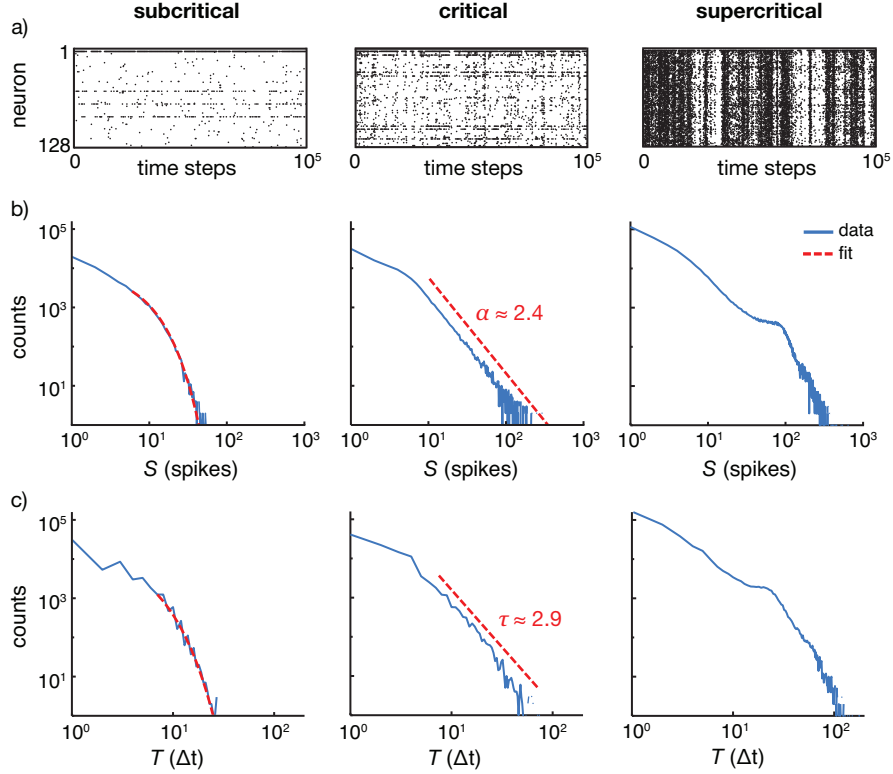 subcritical critical supercritical
a)
1
neuron
128
0 time steps 10^5
0 time steps 10^5
0 time steps 10^5
b)
10^5
10^3
10^1
counts
α ≈ 2.4
data
fit
10^0 10^1 10^2 10^3
10^0 10^1 10^2 10^3
10^0 10^1 10^2 10^3
S (spikes) S (spikes) S (spikes)
c)
10^5
10^3
10^1
counts
τ ≈ 2.9
10^0 10^1 10^2
10^0 10^1 10^2
10^0 10^1 10^2
T (Δt) T (Δt) T (Δt)